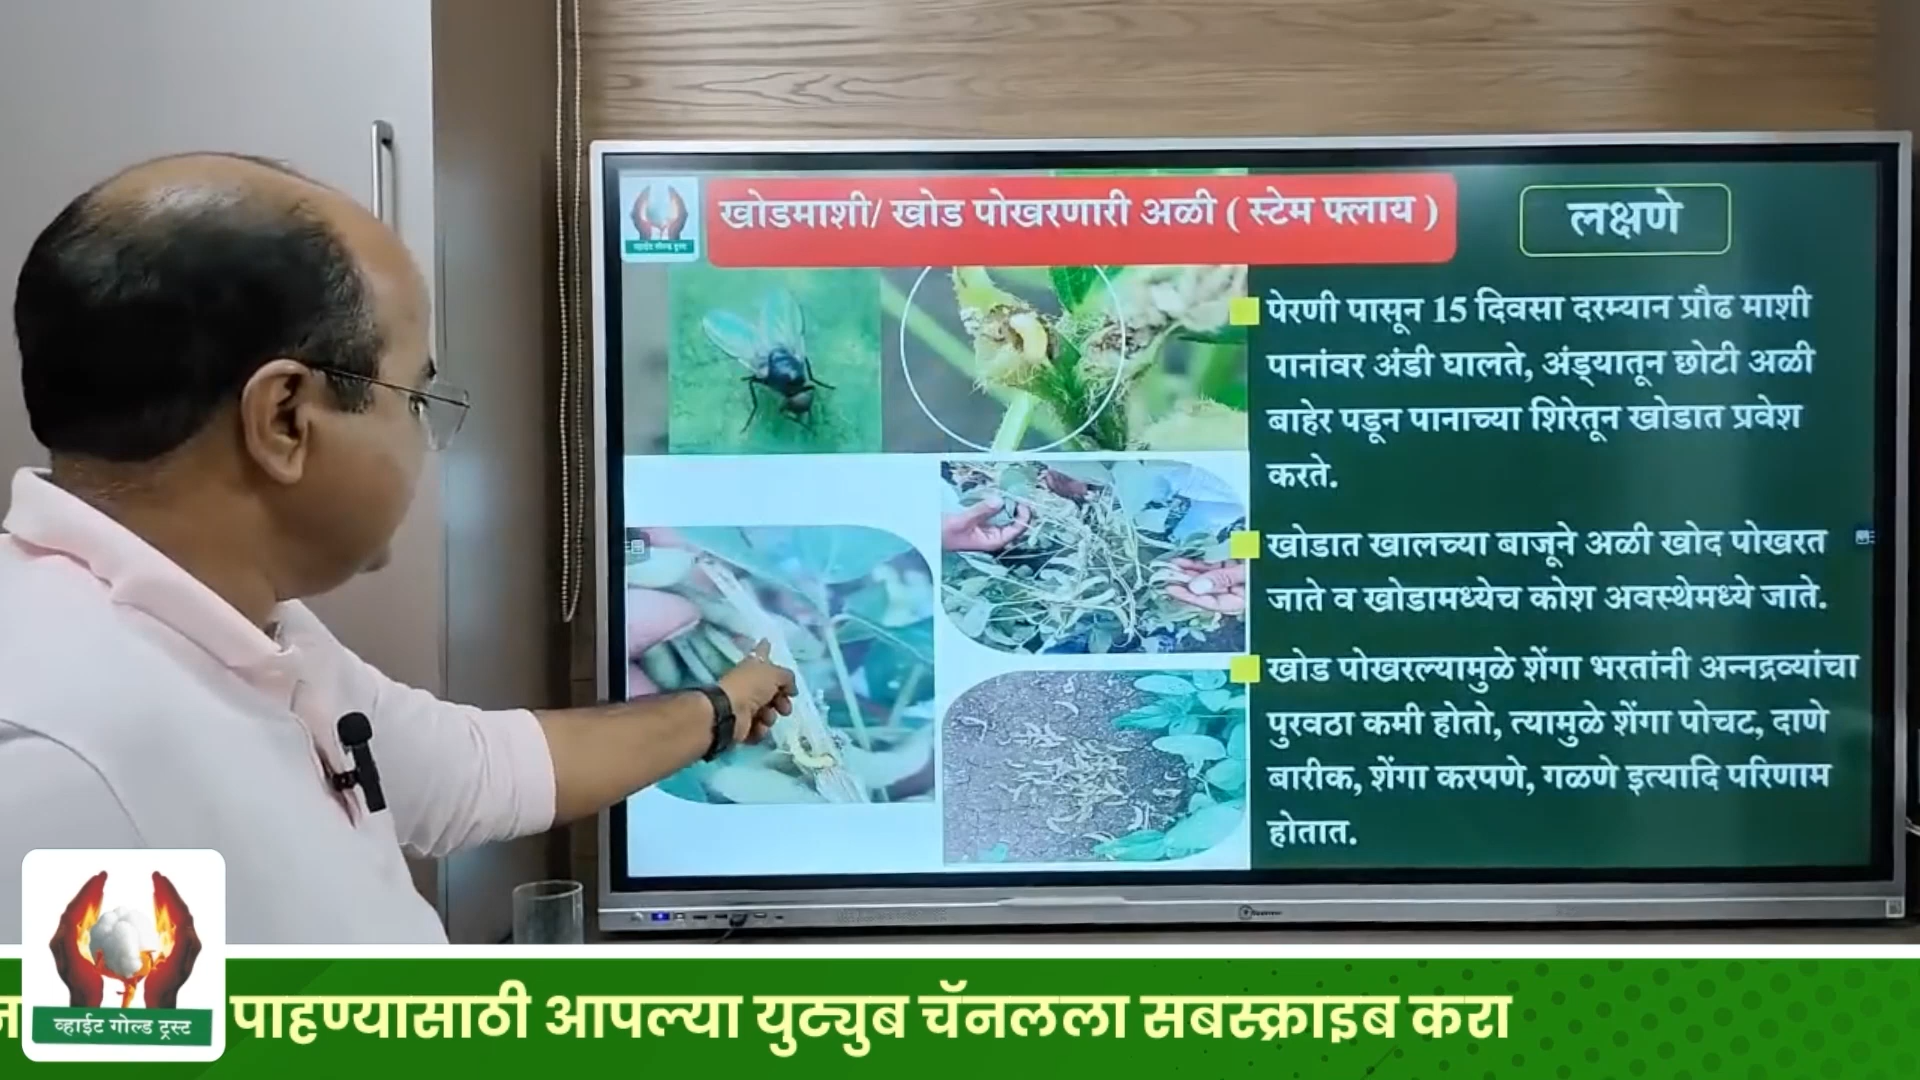 खोडमाशी/ खोड पोखरणारी अळी ( स्टेम फ्लाय )
लक्षणे
पेरणी पासून 15 दिवसा दरम्यान प्रौढ माशी
पानांवर अंडी घालते, अंड्यातून छोटी अळी
बाहेर पडून पानाच्या शिरेतून खोडात प्रवेश
करते.
खोडात खालच्या बाजूने अळी खोद पोखरत
जाते व खोडामध्येच कोश अवस्थेमध्ये जाते.
खोड पोखरल्यामुळे शेंगा भरतांनी अन्नद्रव्यांचा
पुरवठा कमी होतो, त्यामुळे शेंगा पोचट, दाणे
बारीक, शेंगा करपणे, गळणे इत्यादि परिणाम
होतात.
व्हाईट गोल्ड ट्रस्ट
पाहण्यासाठी आपल्या युट्युब चॅनलला सबस्क्राइब करा